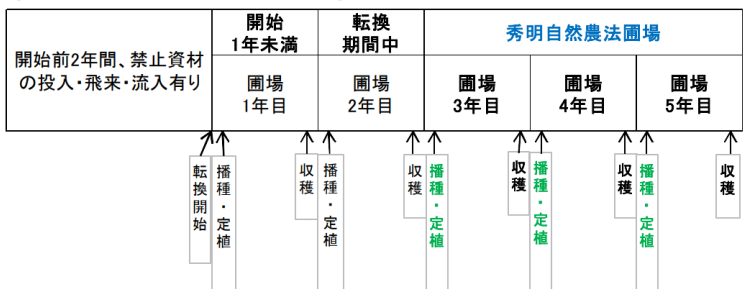 開始前2年間、禁止資材
の投入・飛来・流入有り
開始
1年未満
転換
期間中
秀明自然農法圃場
圃場
1年目
圃場
2年目
圃場
3年目
圃場
4年目
圃場
5年目
転換開始
播種・定植
収穫
播種・定植
収穫
播種・定植
収穫
播種・定植
収穫
播種・定植
収穫